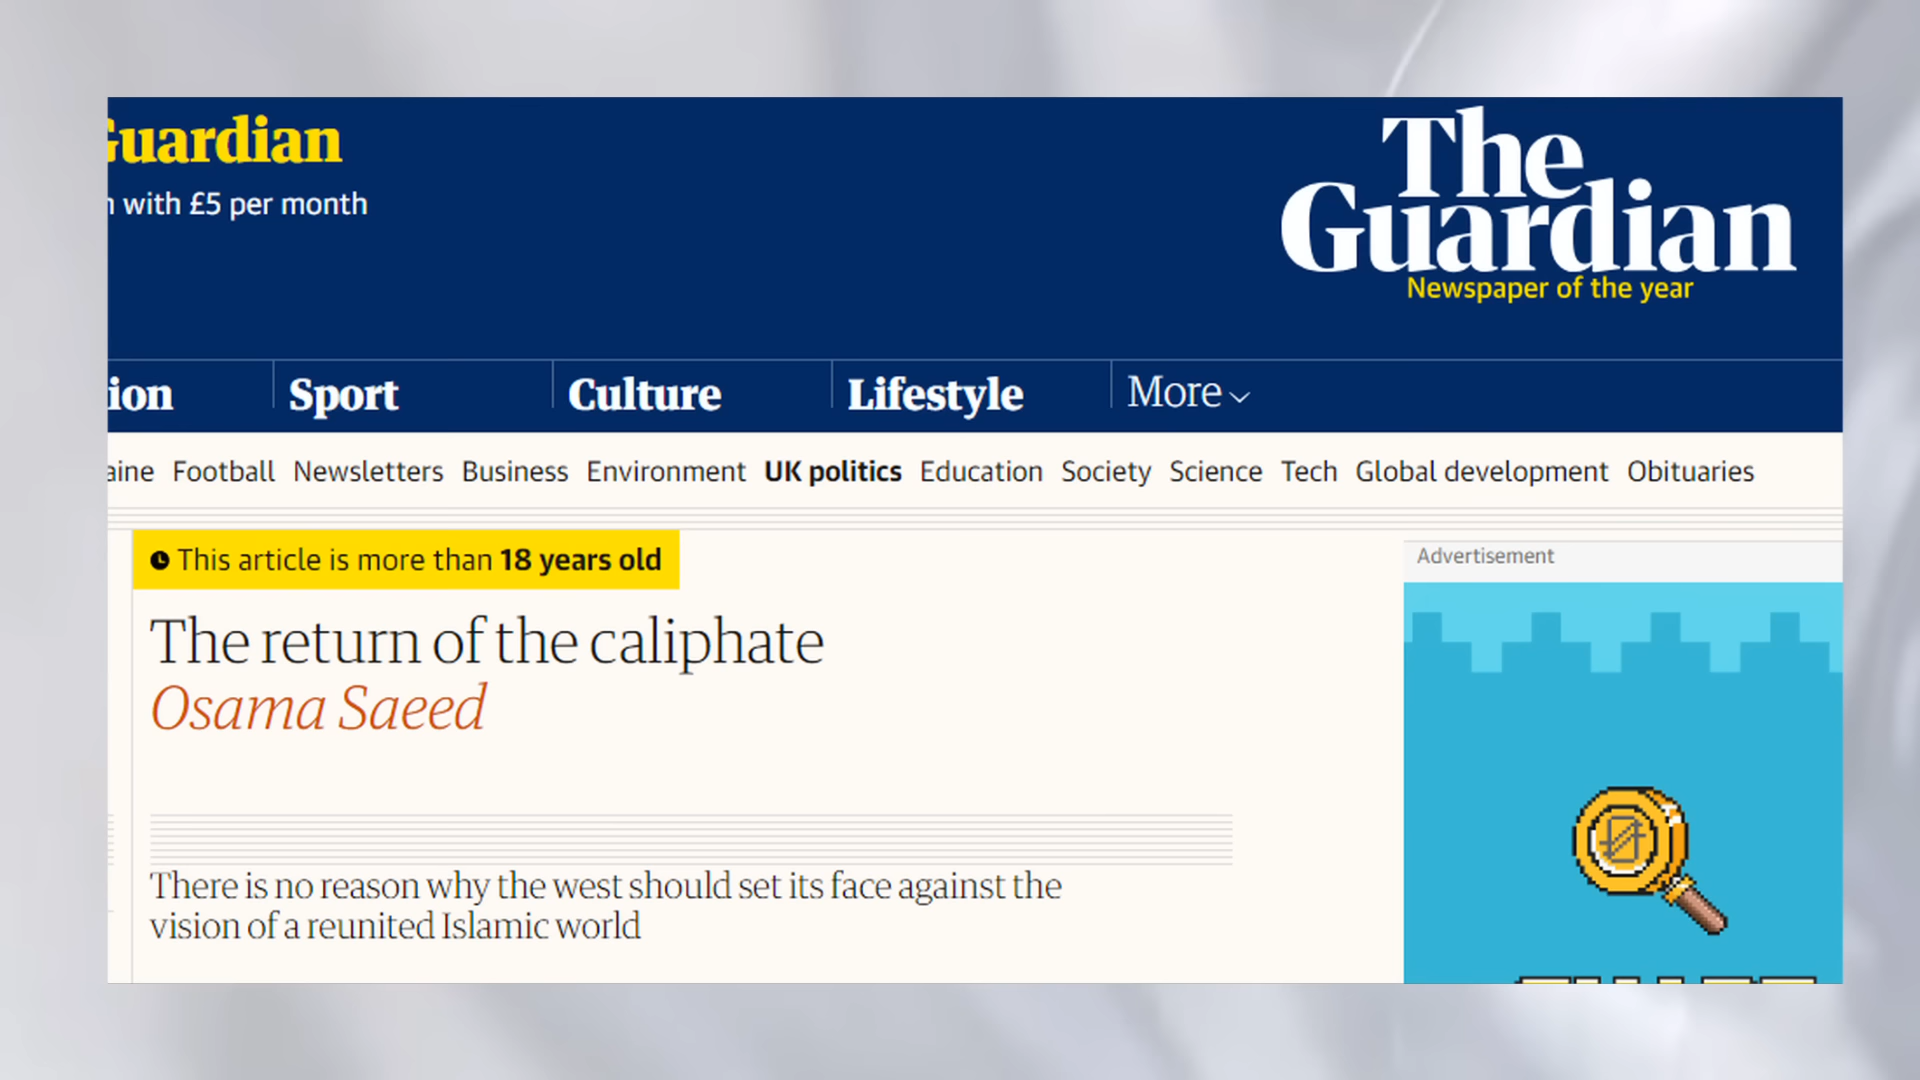 Guardian
with £5 per month
The
Guardian
Newspaper of the year
Sport
Culture
Lifestyle
More
Football
Newsletters
Business
Environment
UK politics
Education
Society
Science
Tech
Global development
Obituaries
This article is more than 18 years old
Advertisement
The return of the caliphate
Osama Saeed
There is no reason why the west should set its face against the
vision of a reunited Islamic world